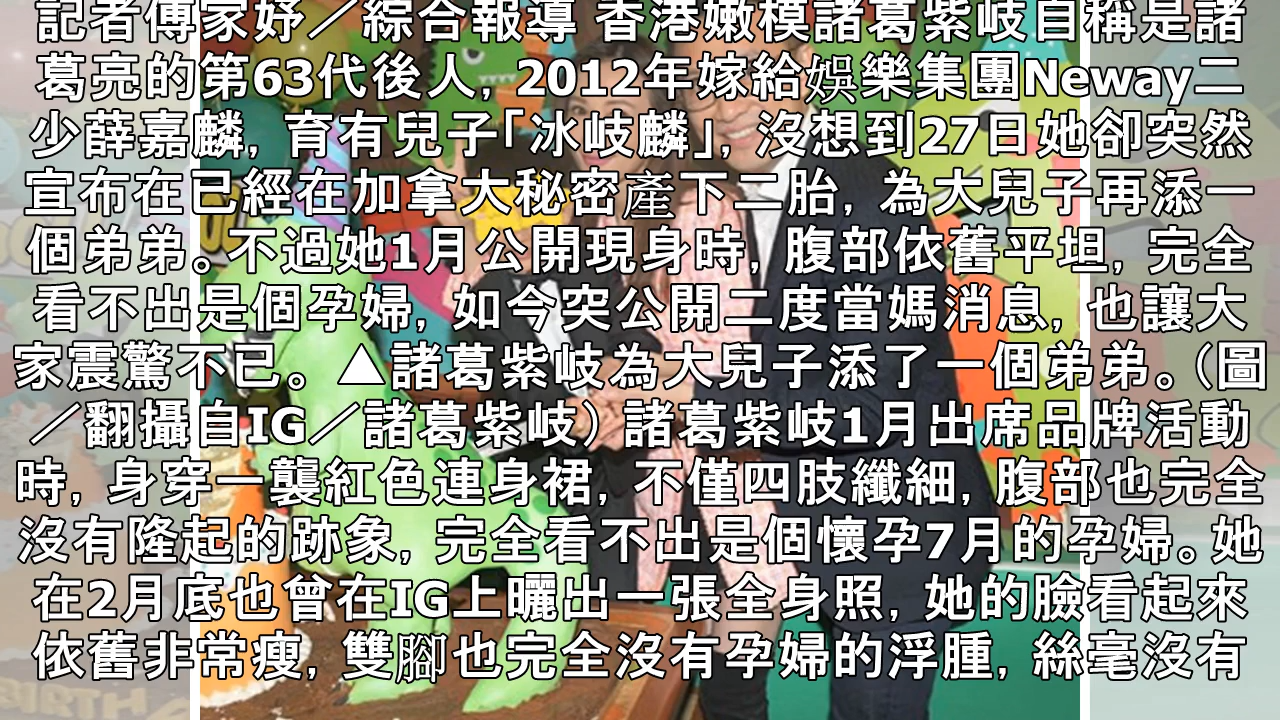 記者傅家妤／綜合報導 香港嫩模諸葛紫岐自稱是諸
葛亮的第63代後人，2012年嫁給娛樂集團Neway二
少薛嘉麟，育有兒子「冰岐麟」，沒想到27日她卻突然
宣布在已經在加拿大秘密產下二胎，為大兒子再添一
個弟弟。不過她1月公開現身時，腹部依舊平坦，完全
看不出是個孕婦，如今突公開二度當媽消息，也讓大
家震驚不已。▲諸葛紫岐為大兒子添了一個弟弟。（圖
／翻攝自IG／諸葛紫岐）諸葛紫岐1月出席品牌活動
時，身穿一襲紅色連身裙，不僅四肢纖細，腹部也完全
沒有隆起的跡象，完全看不出是個懷孕7月的孕婦。她
在2月底也曾在IG上曬出一張全身照，她的臉看起來
依舊非常瘦，雙腳也完全沒有孕婦的浮腫，絲毫沒有